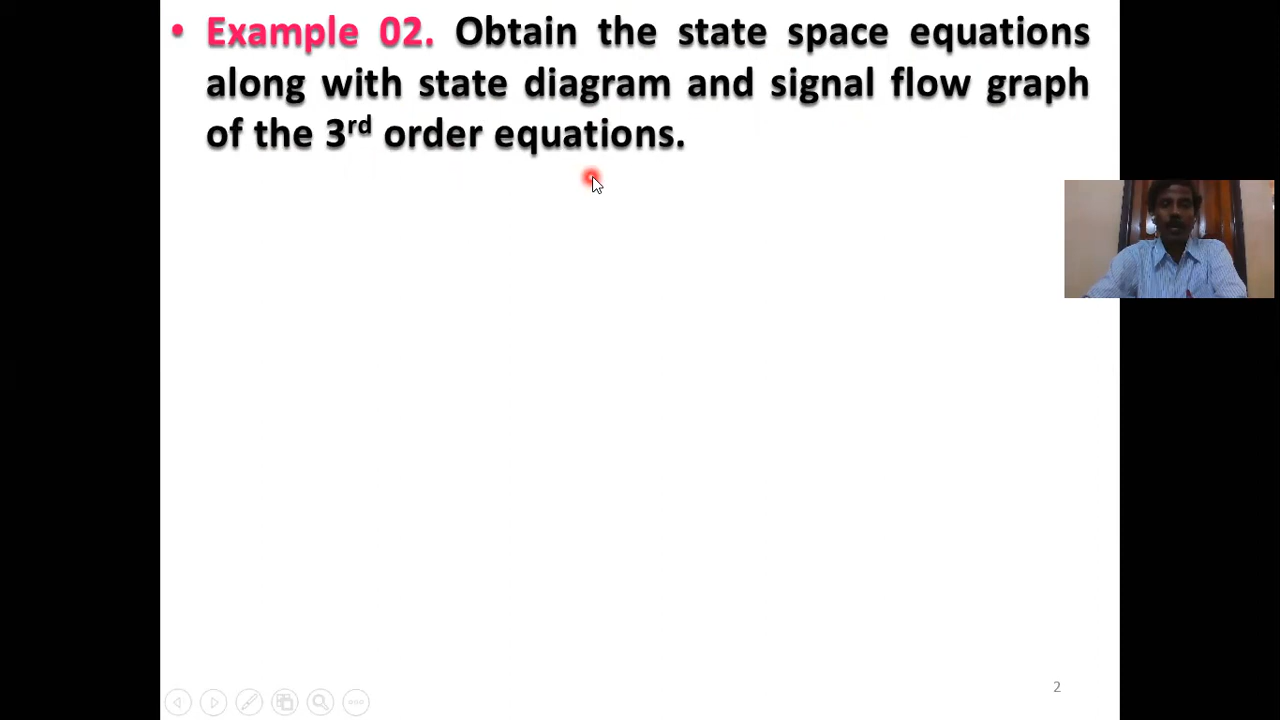 • Example 02. Obtain the state space equations
along with state diagram and signal flow graph
of the 3rd order equations.
2